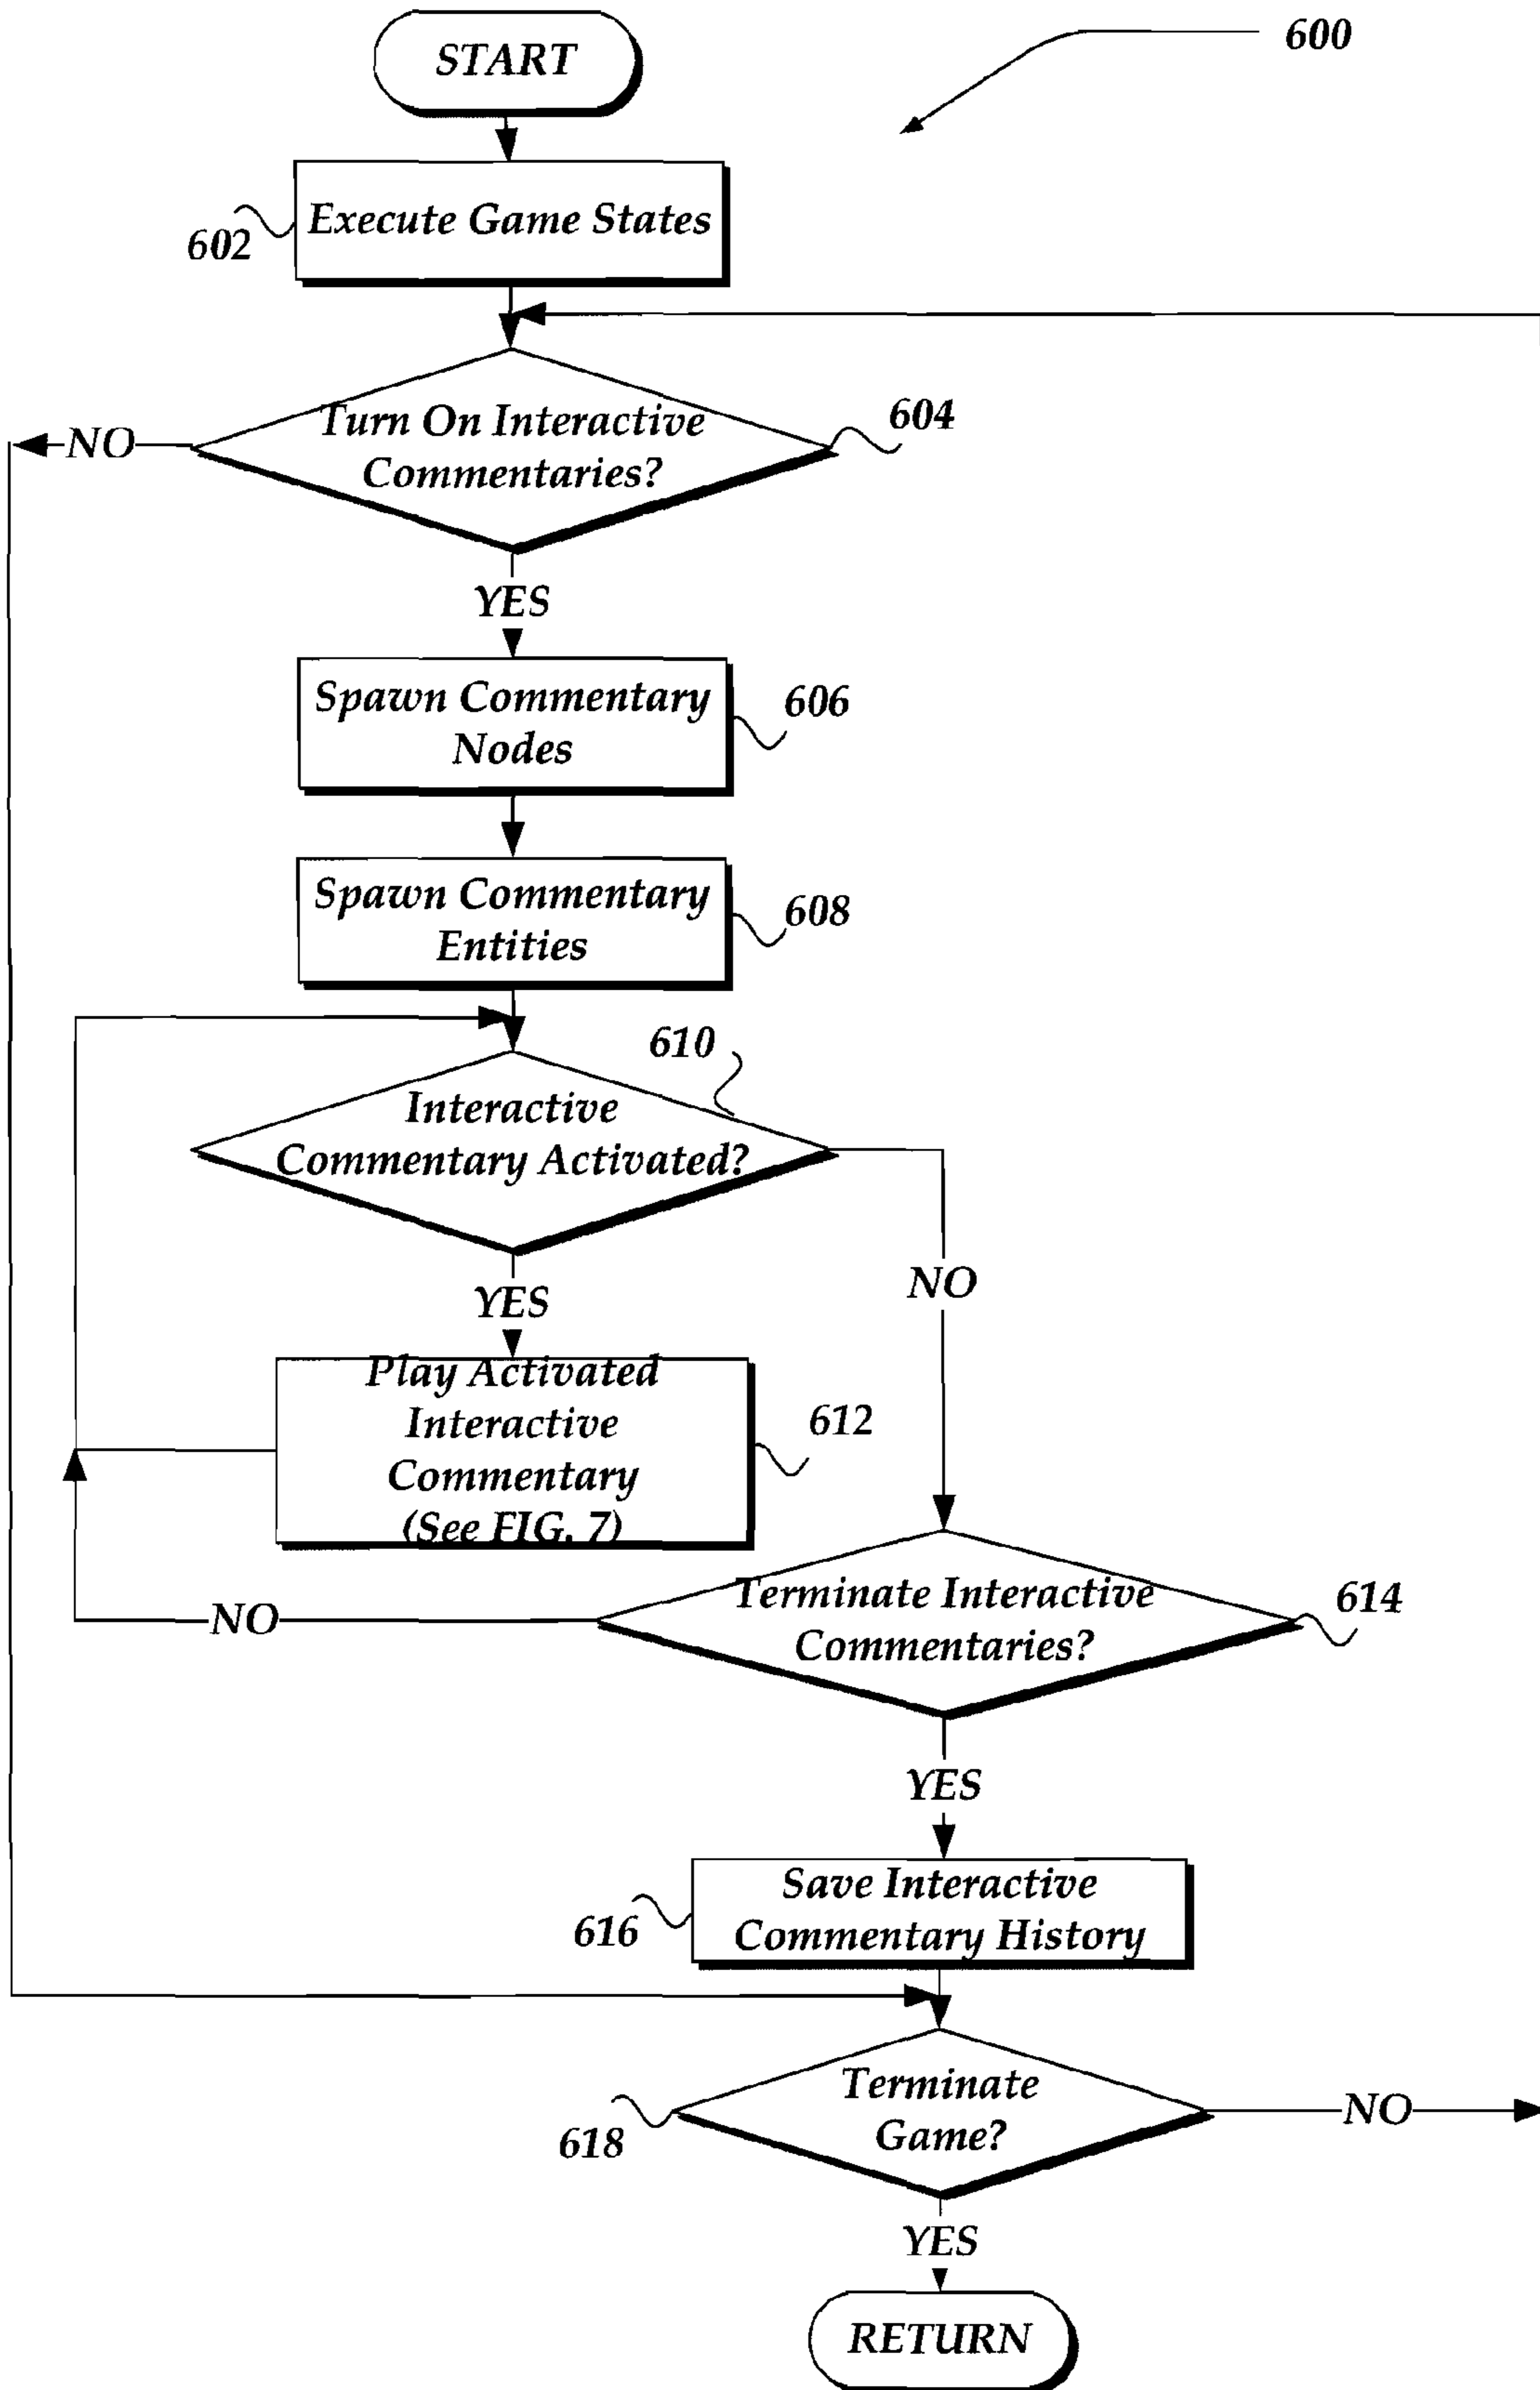 START
600
Execute Game States
602
Turn On Interactive
Commentaries?
604
NO
YES
Spawn Commentary
Nodes
606
Spawn Commentary
Entities
608
610
Interactive
Commentary Activated?
NO
YES
Play Activated
Interactive
Commentary
(See FIG. 7)
612
Terminate Interactive
Commentaries?
614
NO
YES
Save Interactive
Commentary History
616
Terminate
Game?
618
NO
YES
RETURN